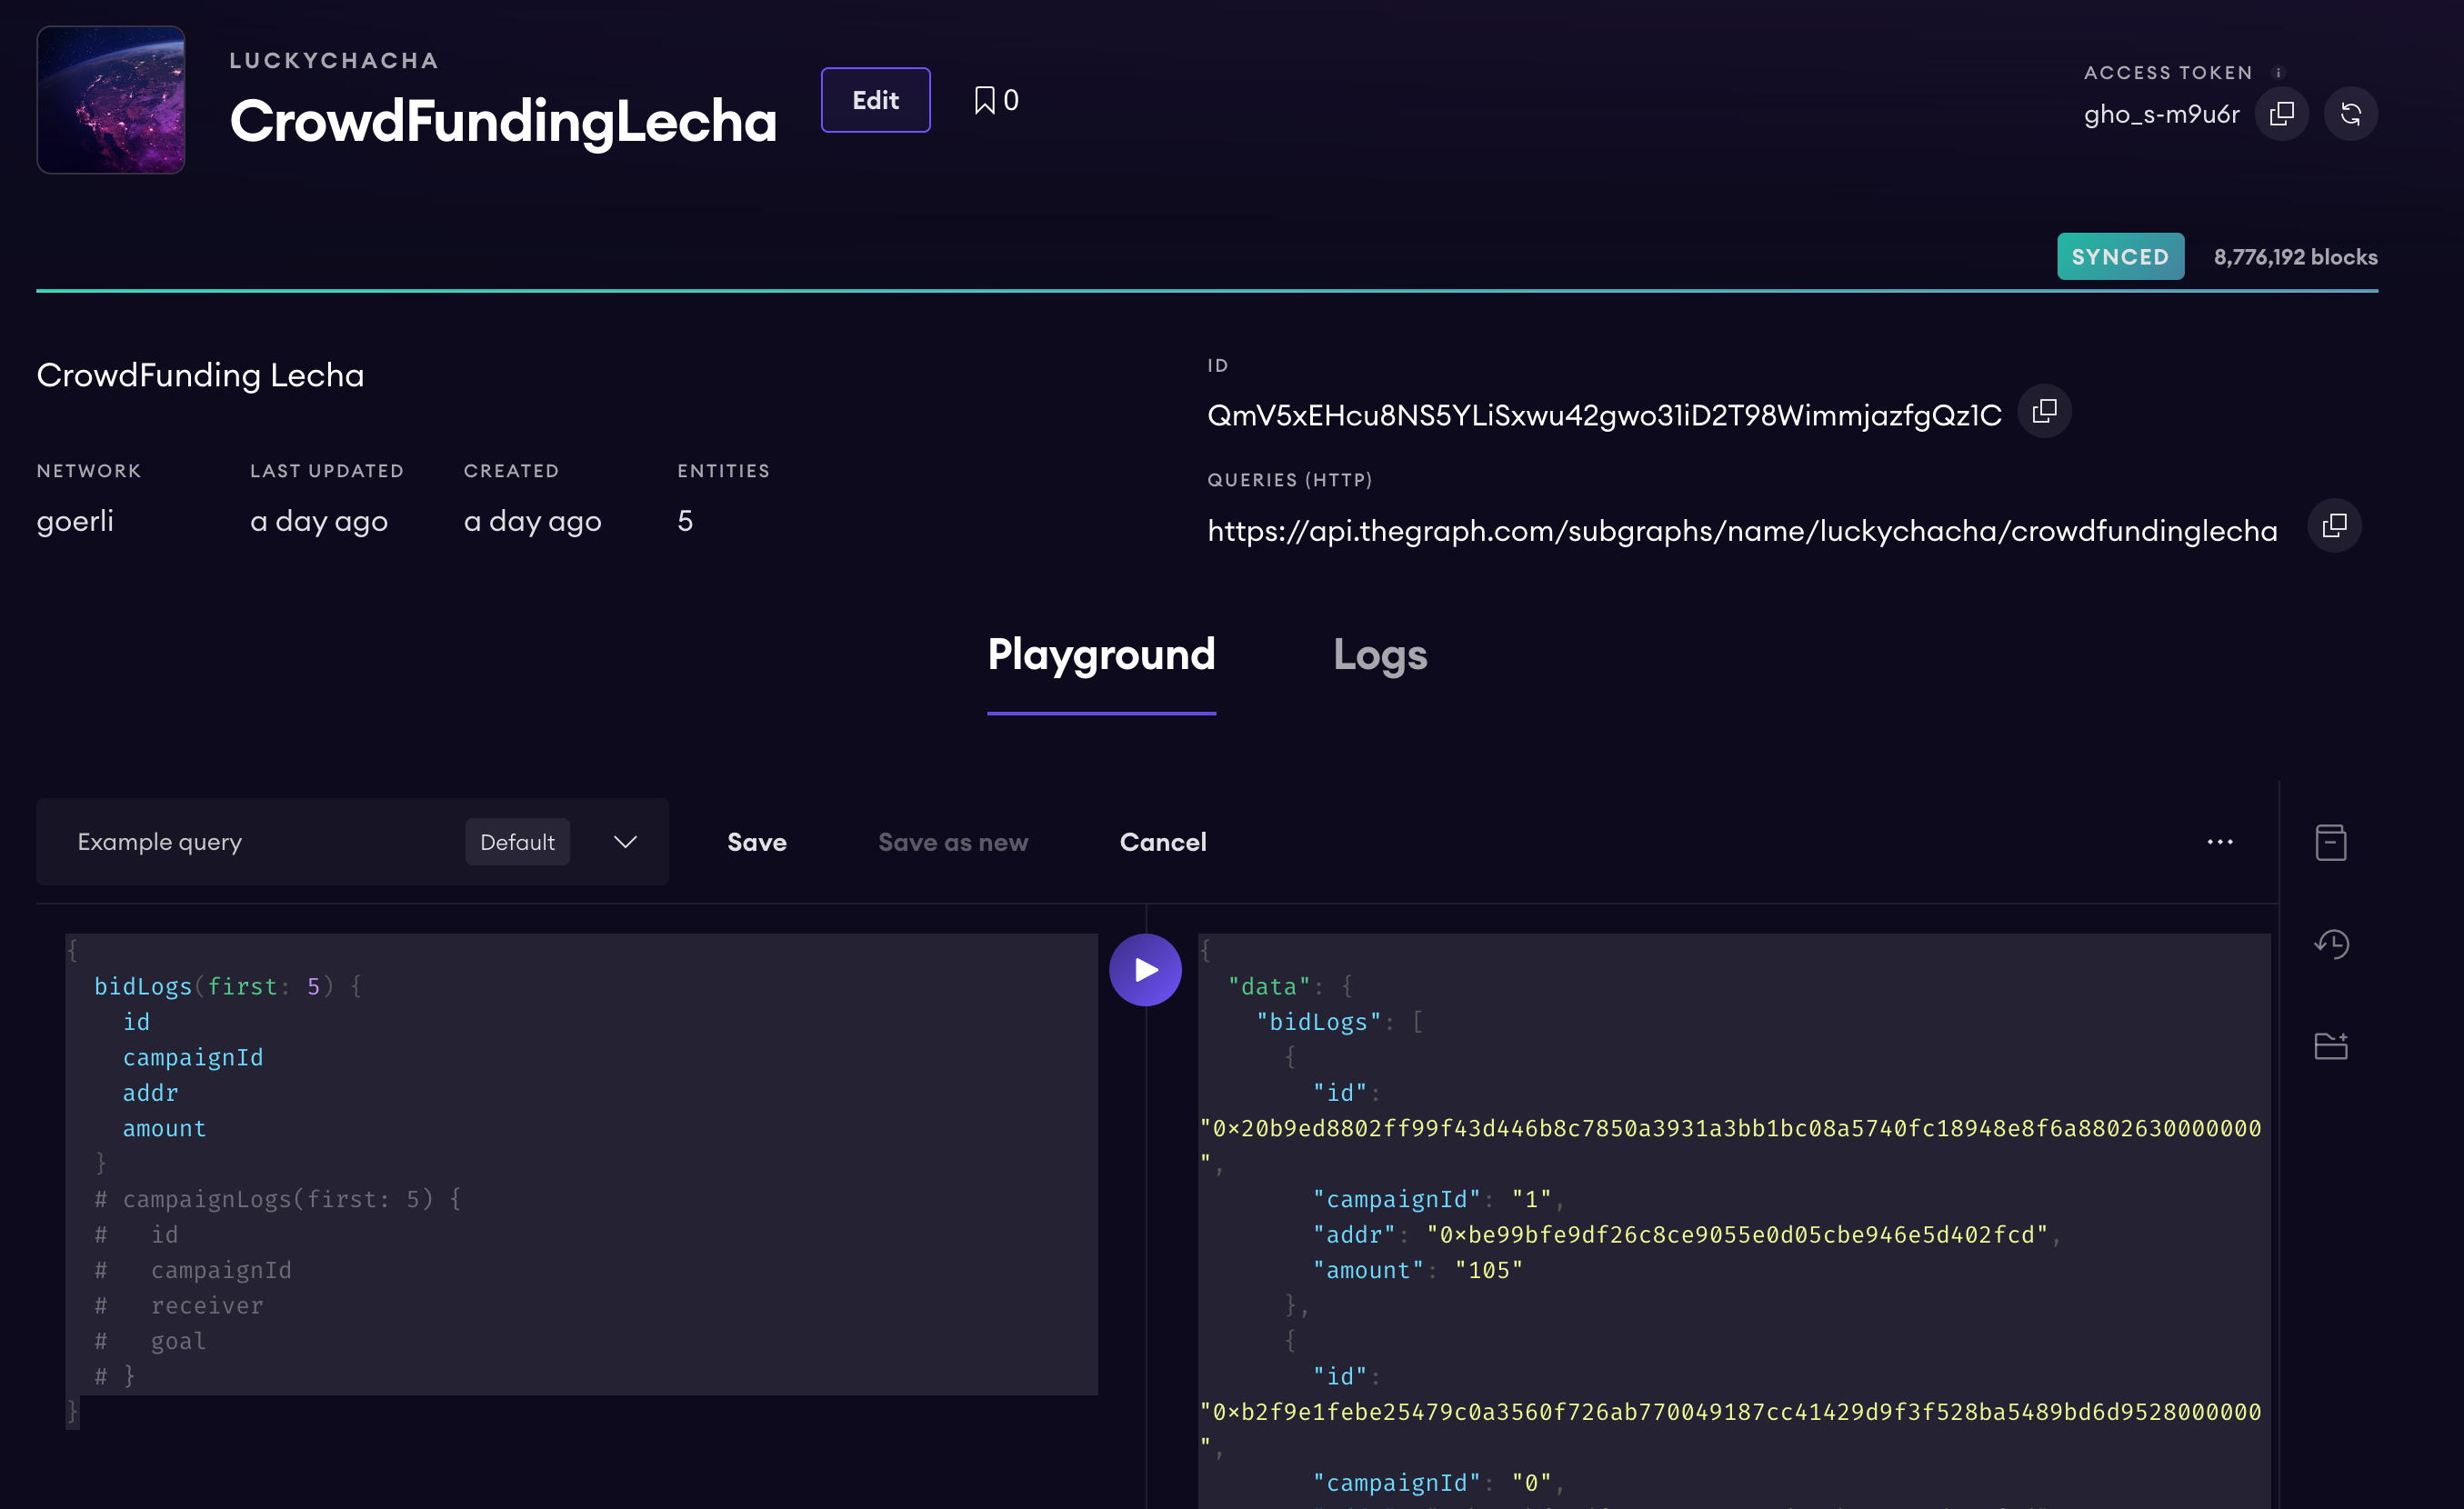 LUCKYCHACHA
CrowdFundingLecha
Edit
0
ACCESS TOKEN
gho_s-m9u6r
SYNCED
8,776,192 blocks
CrowdFunding Lecha
NETWORK
LAST UPDATED
CREATED
ENTITIES
goerli
a day ago
a day ago
5
ID
QmV5xEHcu8NS5YLiSxwu42gwo31iD2T98WimmjazfgQz1C
QUERIES (HTTP)
https://api.thegraph.com/subgraphs/name/luckychacha/crowdfundinglecha
Playground
Logs
Example query
Default
Save
Save as new
Cancel
{
  bidLogs(first: 5) {
    id
    campaignId
    addr
    amount
  }
  # campaignLogs(first: 5) {
  #   id
  #   campaignId
  #   receiver
  #   goal
  # }
}
{
  "data": {
    "bidLogs": [
      {
        "id":
"0x20b9ed8802ff99f43d446b8c7850a3931a3bb1bc08a5740fc18948e8f6a8802630000000
",
        "campaignId": "1",
        "addr": "0xbe99bfe9df26c8ce9055e0d05cbe946e5d402fcd",
        "amount": "105"
      },
      {
        "id":
"0xb2f9e1febe25479c0a3560f726ab770049187cc41429d9f3f528ba5489bd6d9528000000
",
        "campaignId": "0",